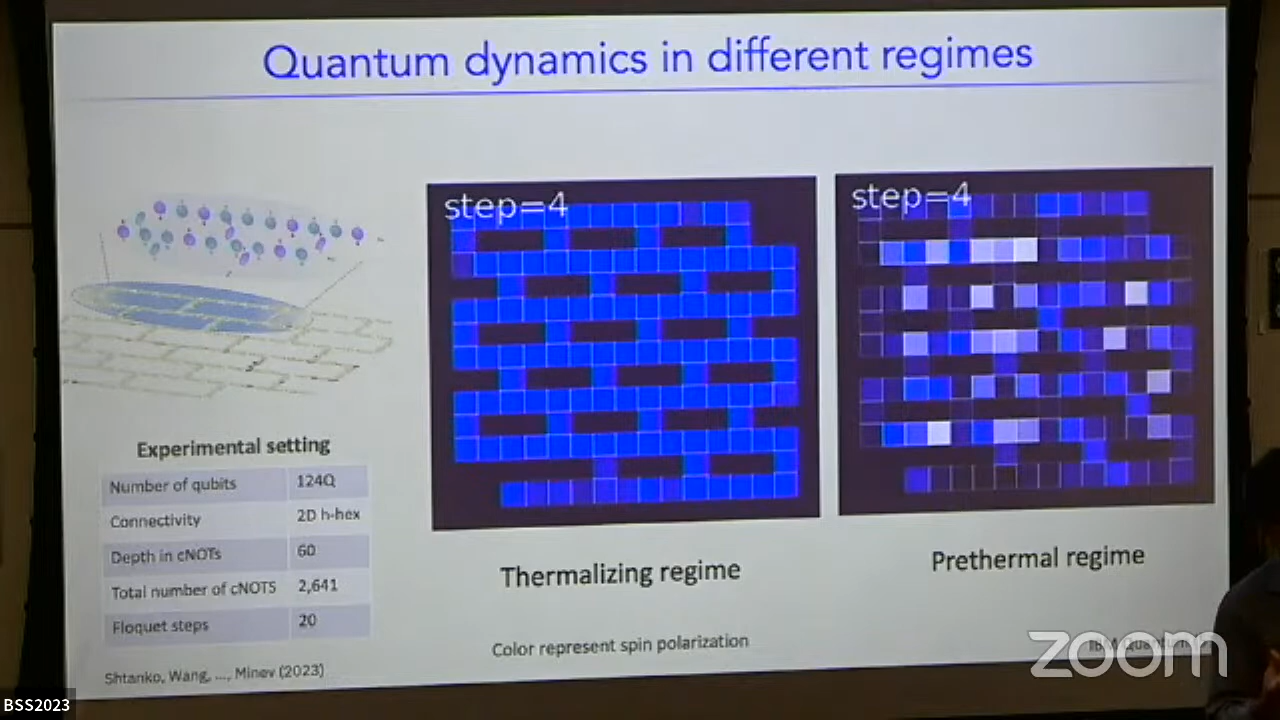 Quantum dynamics in different regimes
step=4
step=4
Experimental setting
Number of qubits 124Q
Connectivity 2D h-hex
Depth in cNOTs 60
Total number of cNOTS 2,641
Floquet steps 20
Thermalizing regime
Prethermal regime
Color represent spin polarization
Shtanko, Wang, ..., Minev (2023)
IBM Quantum
zoom
BSS2023